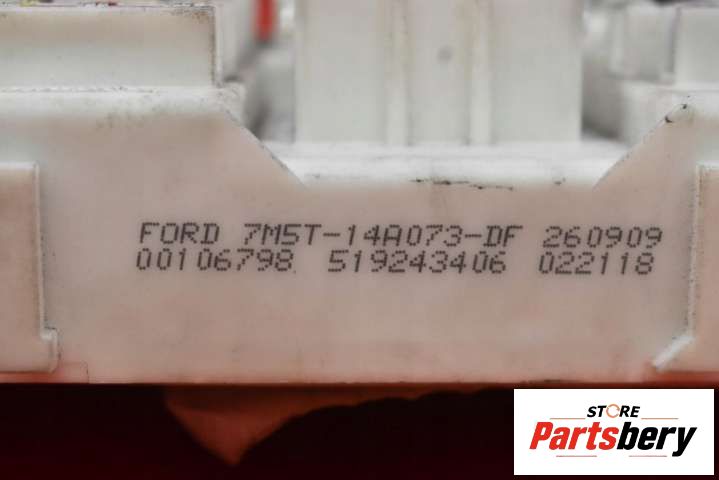 FORD 7M5T-14A073-DF 260909
00106798 519243406 022118
STORE
Partsbery